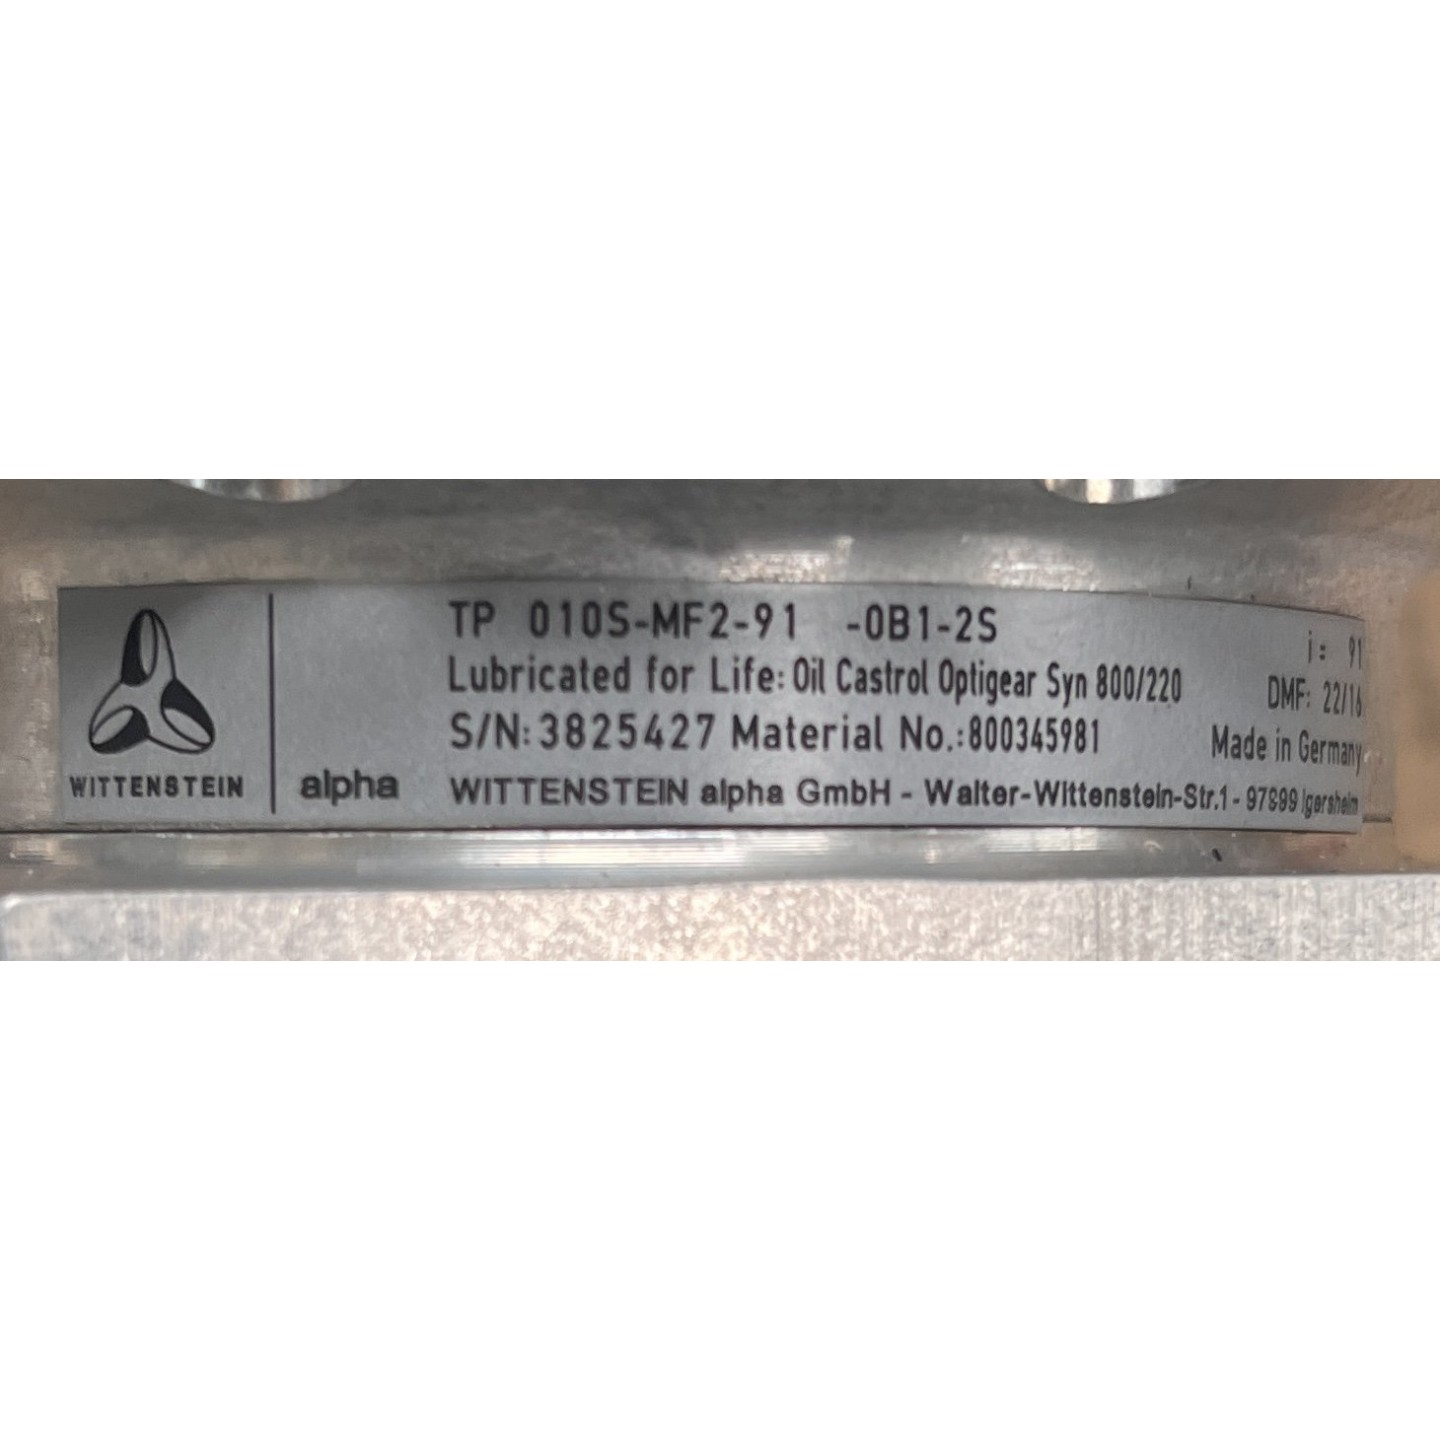 TP 010S-MF2-91 -0B1-2S i: 91
Lubricated for Life: Oil Castrol Optigear Syn 800/220 DMF: 22/16
S/N: 3825427 Material No.:800345981 Made in Germany
WITTENSTEIN alpha WITTENSTEIN alpha GmbH - Walter-Wittenstein-Str.1 - 97999 Igersheim